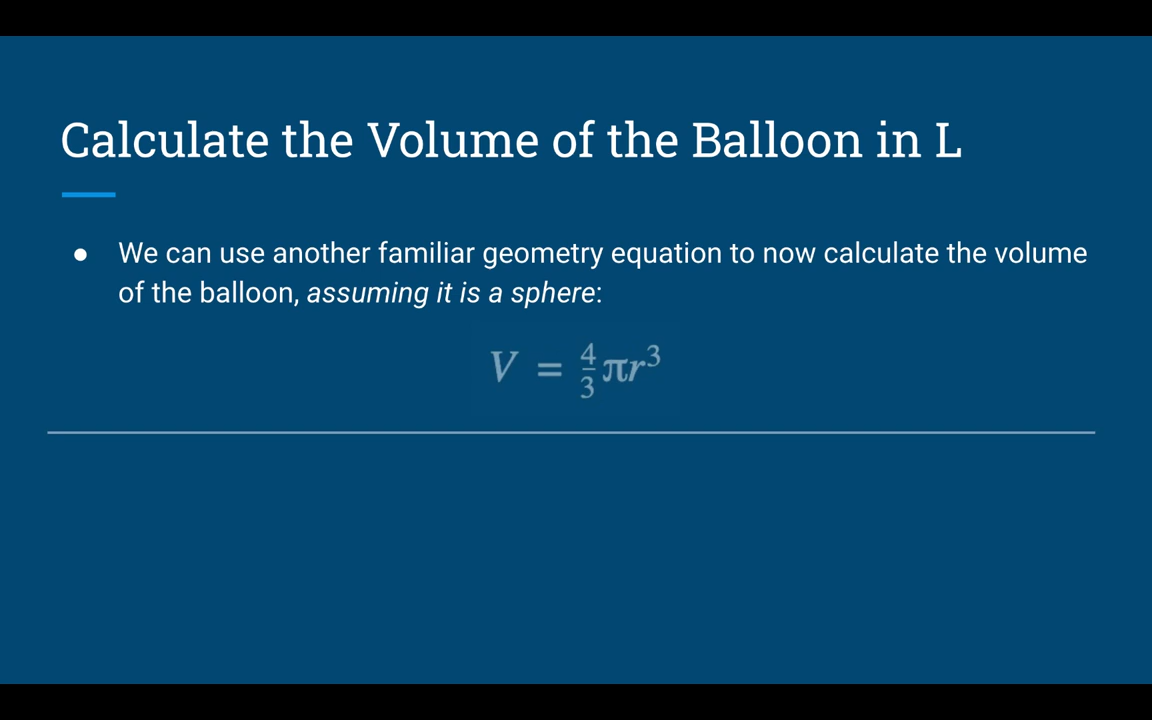 Calculate the Volume of the Balloon in L
● We can use another familiar geometry equation to now calculate the volume
of the balloon, assuming it is a sphere:
V = 4/3 πr³